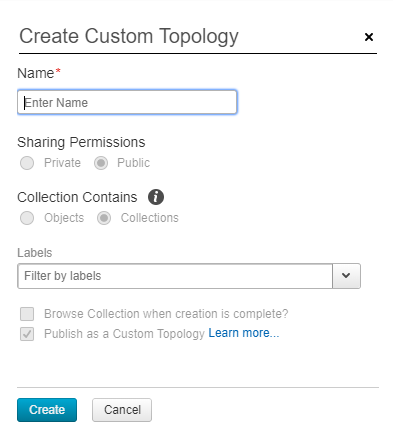 Create Custom Topology
Name*
Enter Name
Sharing Permissions
Private Public
Collection Contains
Objects Collections
Labels
Filter by labels
Browse Collection when creation is complete?
Publish as a Custom Topology Learn more...
Create Cancel